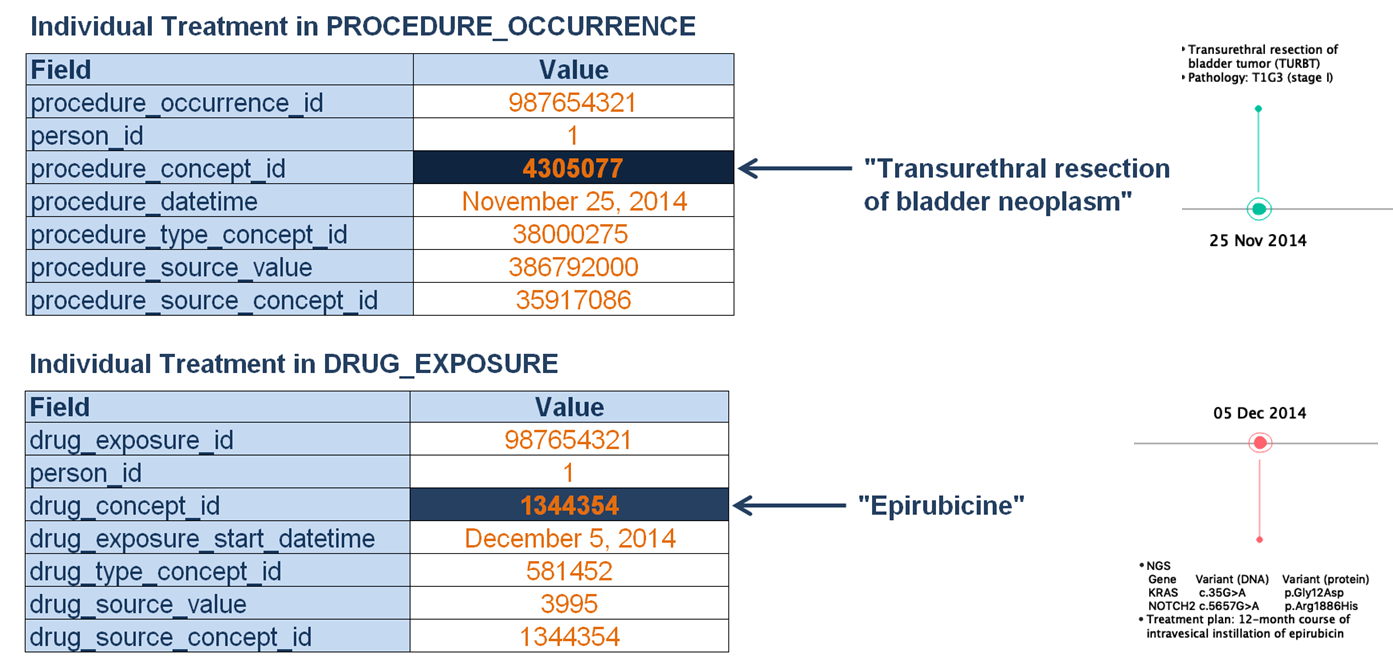 Individual Treatment in PROCEDURE_OCCURRENCE
Field Value
procedure_occurrence_id 987654321
person_id 1
procedure_concept_id 4305077
procedure_datetime November 25, 2014
procedure_type_concept_id 38000275
procedure_source_value 386792000
procedure_source_concept_id 35917086
"Transurethral resection
of bladder neoplasm"
• Transurethral resection of
bladder tumor (TURBT)
• Pathology: T1G3 (stage I)
25 Nov 2014
Individual Treatment in DRUG_EXPOSURE
Field Value
drug_exposure_id 987654321
person_id 1
drug_concept_id 1344354
drug_exposure_start_datetime December 5, 2014
drug_type_concept_id 581452
drug_source_value 3995
drug_source_concept_id 1344354
"Epirubicine"
05 Dec 2014
• NGS
Gene Variant (DNA) Variant (protein)
KRAS c.35G>A p.Gly12Asp
NOTCH2 c.5657G>A p.Arg1886His
• Treatment plan: 12-month course of
intravesical instillation of epirubicin